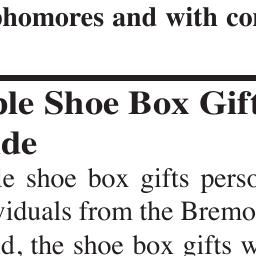 phomores and with co
ple Shoe Box Gift
de
le shoe box gifts perso
viduals from the Bremo
d, the shoe box gifts w